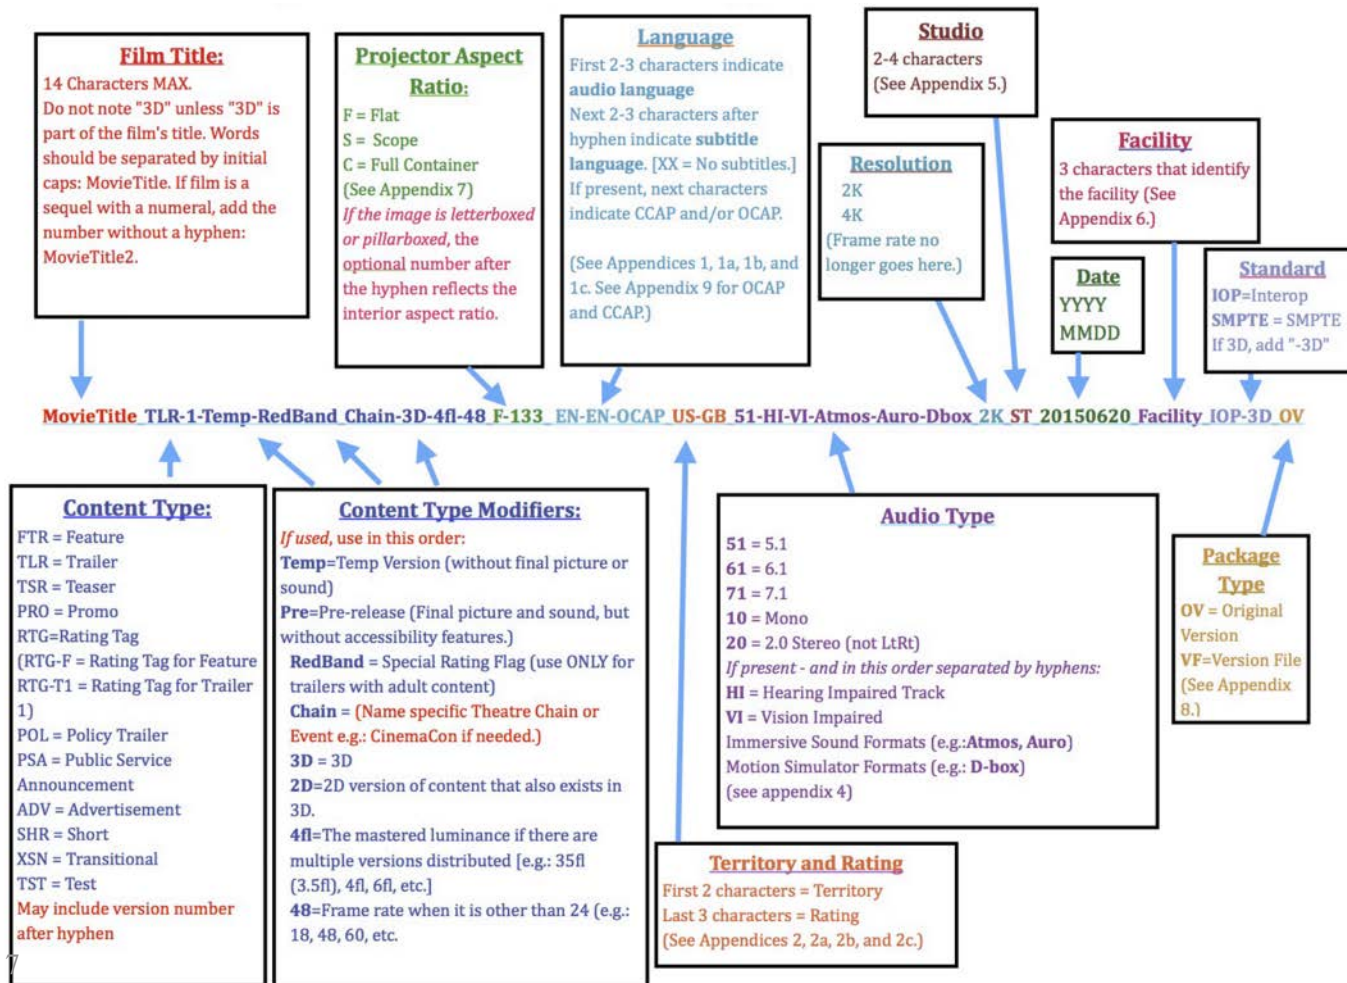 Film Title:
14 Characters MAX.
Do not note "3D" unless "3D" is
part of the film's title. Words
should be separated by initial
caps: MovieTitle. If film is a
sequel with a numeral, add the
number without a hyphen:
MovieTitle2.
Projector Aspect
Ratio:
F = Flat
S = Scope
C = Full Container
(See Appendix 7)
If the image is letterboxed
or pillarboxed, the
optional number after
the hyphen reflects the
interior aspect ratio.
Language
First 2-3 characters indicate
audio language
Next 2-3 characters after
hyphen indicate subtitle
language. [XX = No subtitles.]
If present, next characters
indicate CCAP and/or OCAP.
(See Appendices 1, 1a, 1b, and
1c. See Appendix 9 for OCAP
and CCAP.)
Resolution
2K
4K
(Frame rate no
longer goes here.)
Studio
2-4 characters
(See Appendix 5.)
Date
YYYY
MMDD
Facility
3 characters that identify
the facility (See
Appendix 6.)
Standard
IOP=Interop
SMPTE = SMPTE
If 3D, add "-3D"
MovieTitle_TLR-1-Temp-RedBand_Chain-3D-4fl-48_F-133_EN-EN-OCAP_US-GB_51-HI-VI-Atmos-Auro-Dbox_2K_ST_20150620_Facility_IOP-3D_OV
Content Type:
FTR = Feature
TLR = Trailer
TSR = Teaser
PRO = Promo
RTG=Rating Tag
(RTG-F = Rating Tag for Feature
RTG-T1 = Rating Tag for Trailer
1)
POL = Policy Trailer
PSA = Public Service
Announcement
ADV = Advertisement
SHR = Short
XSN = Transitional
TST = Test
May include version number
after hyphen
Content Type Modifiers:
If used, use in this order:
Temp=Temp Version (without final picture or
sound)
Pre=Pre-release (Final picture and sound, but
without accessibility features.)
RedBand = Special Rating Flag (use ONLY for
trailers with adult content)
Chain = (Name specific Theatre Chain or
Event e.g.: CinemaCon if needed.)
3D = 3D
2D=2D version of content that also exists in
3D.
4fl=The mastered luminance if there are
multiple versions distributed [e.g.: 35fl
(3.5fl), 4fl, 6fl, etc.]
48=Frame rate when it is other than 24 (e.g.:
18, 48, 60, etc.
Territory and Rating
First 2 characters = Territory
Last 3 characters = Rating
(See Appendices 2, 2a, 2b, and 2c.)
Audio Type
51 = 5.1
61 = 6.1
71 = 7.1
10 = Mono
20 = 2.0 Stereo (not LtRt)
If present - and in this order separated by hyphens:
HI = Hearing Impaired Track
VI = Vision Impaired
Immersive Sound Formats (e.g.:Atmos, Auro)
Motion Simulator Formats (e.g.: D-box)
(see appendix 4)
Package
Type
OV = Original
Version
VF=Version File
(See Appendix
8.)
7